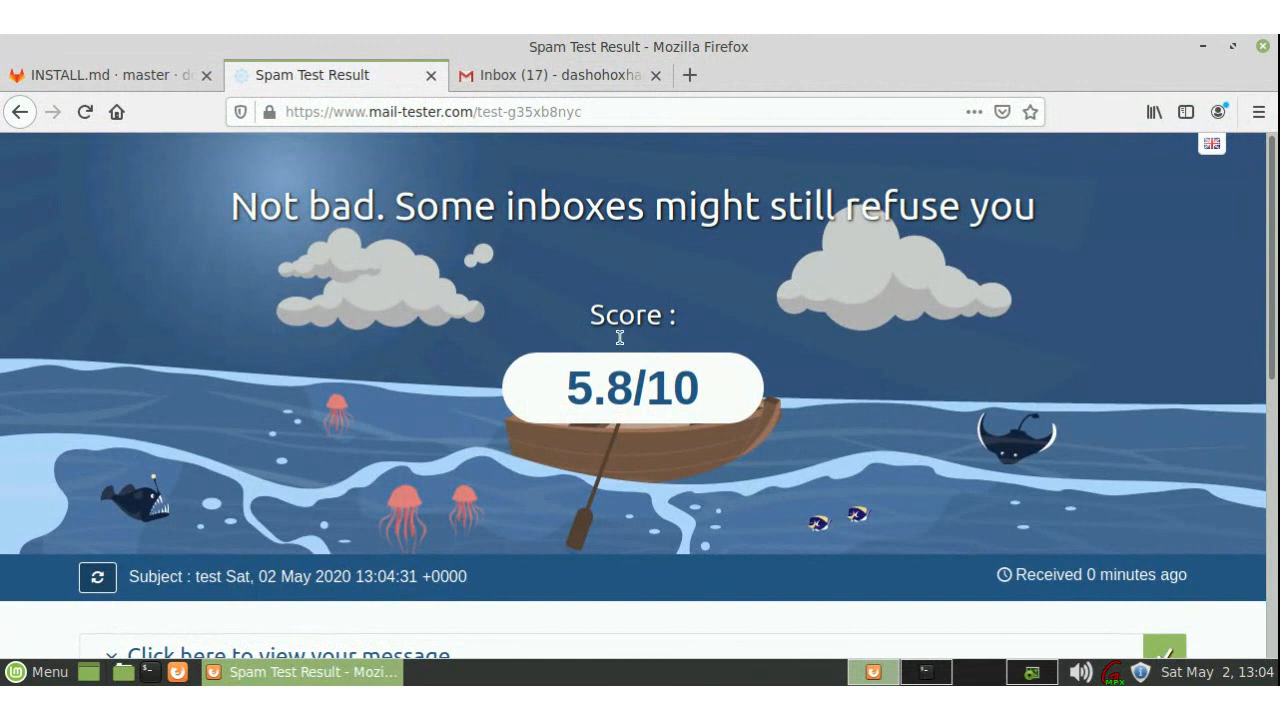 Spam Test Result - Mozilla Firefox
INSTALL.md · master · d
Spam Test Result
Inbox (17) - dashohoxha
https://www.mail-tester.com/test-g35xb8nyc
Not bad. Some inboxes might still refuse you
Score :
5.8/10
Subject : test Sat, 02 May 2020 13:04:31 +0000
Received 0 minutes ago
Click here to view your message
Menu
Spam Test Result - Mozi...
MPX
Sat May 2, 13:04